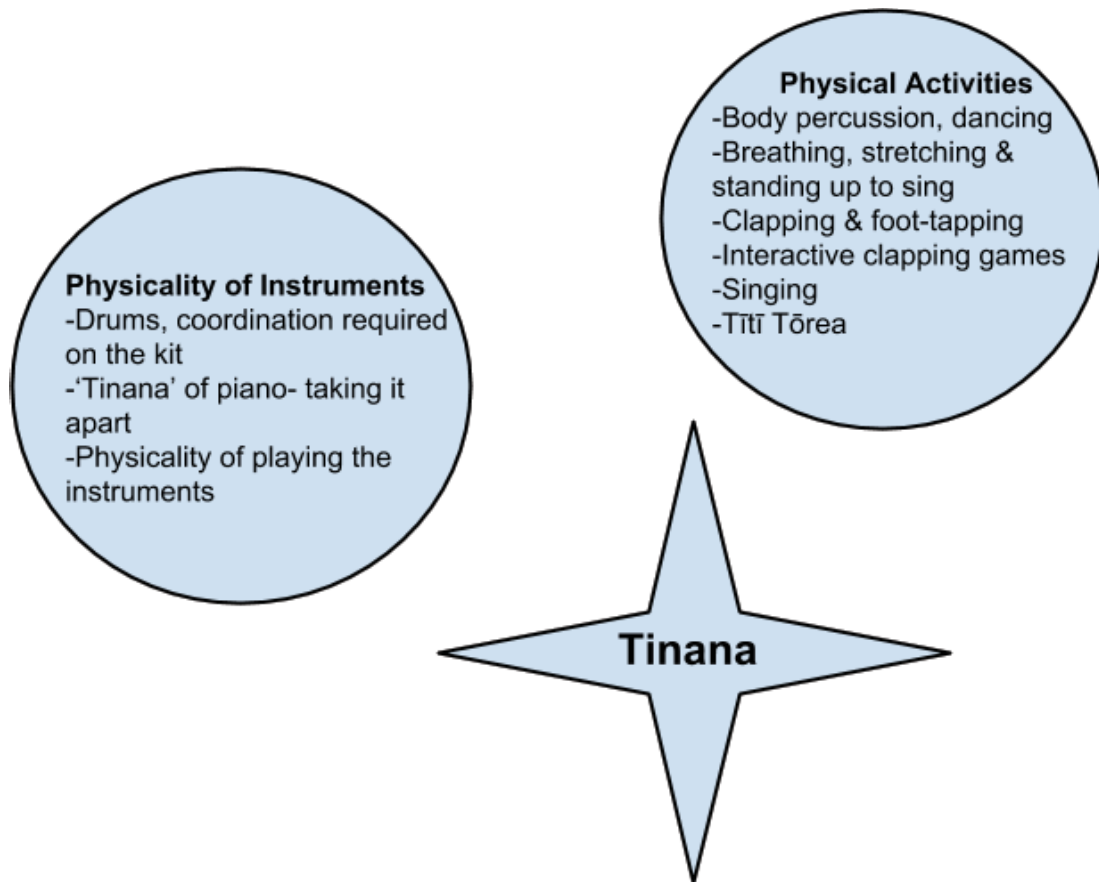 Physical Activities
-Body percussion, dancing
-Breathing, stretching &
standing up to sing
-Clapping & foot-tapping
-Interactive clapping games
-Singing
-Tītī Tōrea
Physicality of Instruments
-Drums, coordination required
on the kit
-‘Tinana’ of piano- taking it
apart
-Physicality of playing the
instruments
Tinana